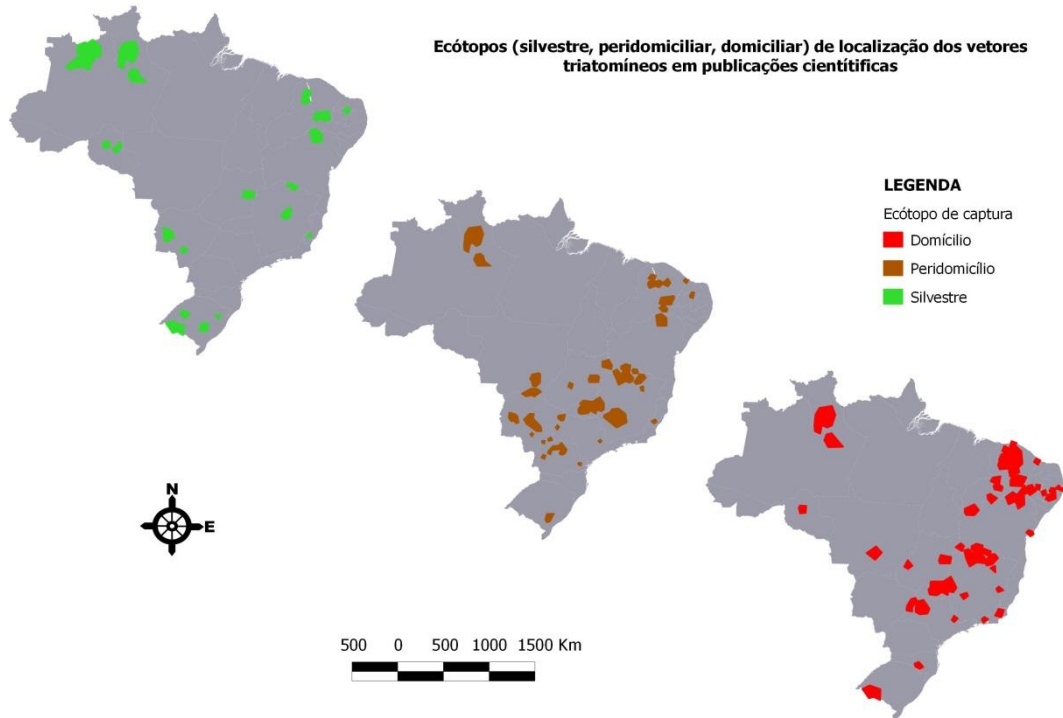 Ecótopos (silvestre, peridomiciliar, domiciliar) de localização dos vetores
triatomíneos em publicações ciêntítificas
LEGENDA
Ecótopo de captura
Domícilio
Peridomicílio
Silvestre
N
E
500 0 500 1000 1500 Km